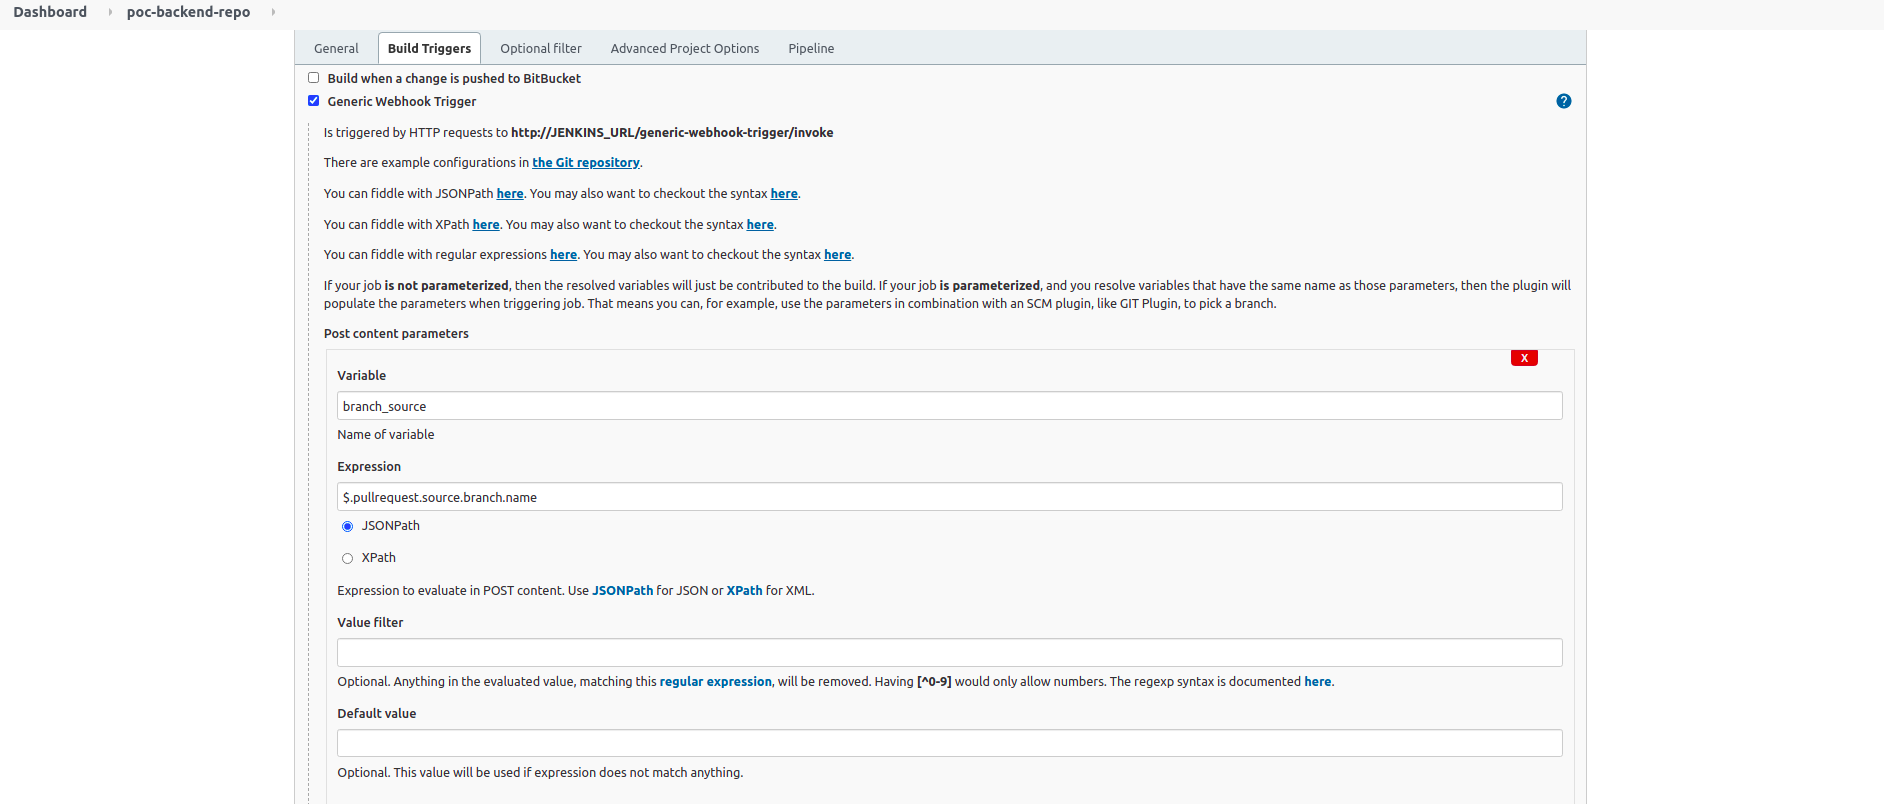 Dashboard poc-backend-repo
General Build Triggers Optional filter Advanced Project Options Pipeline
Build when a change is pushed to BitBucket
Generic Webhook Trigger
?
Is triggered by HTTP requests to http://JENKINS_URL/generic-webhook-trigger/invoke
There are example configurations in the Git repository.
You can fiddle with JSONPath here. You may also want to checkout the syntax here.
You can fiddle with XPath here. You may also want to checkout the syntax here.
You can fiddle with regular expressions here. You may also want to checkout the syntax here.
If your job is not parameterized, then the resolved variables will just be contributed to the build. If your job is parameterized, and you resolve variables that have the same name as those parameters, then the plugin will
populate the parameters when triggering job. That means you can, for example, use the parameters in combination with an SCM plugin, like GIT Plugin, to pick a branch.
Post content parameters
X
Variable
branch_source
Name of variable
Expression
$.pullrequest.source.branch.name
JSONPath
XPath
Expression to evaluate in POST content. Use JSONPath for JSON or XPath for XML.
Value filter
Optional. Anything in the evaluated value, matching this regular expression, will be removed. Having [^0-9] would only allow numbers. The regexp syntax is documented here.
Default value
Optional. This value will be used if expression does not match anything.